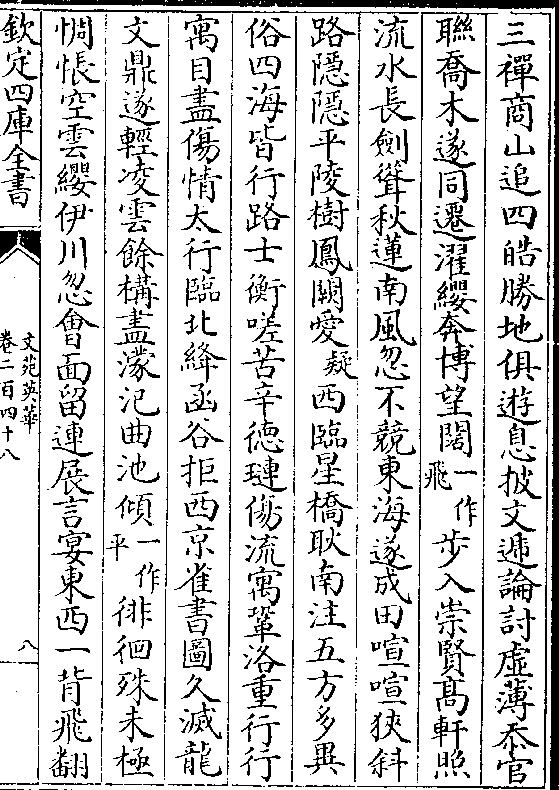 三禪商山追四皓勝地俱遊息披文遞論討虛薄忝官
聯喬木遂同遷濯纓奔博望闊一作飛步入崇賢髙軒照
流水長劍聳秋蓮南風忽不競東海遂成田喧喧狹斜
路隱隱平陵樹鳳闕愛疑西臨星橋耿南注五方多異
俗四海皆行路士衡嗟苦辛德璉傷流寓鞏洛重行行
寓目盡傷情太行臨北絳函谷拒西京雀書圖久滅龍
文鼎遂輕凌雲餘構盡濛汜曲池傾一作平徘徊殊未極
惆悵空雲纓伊川忽會面留連展言宴東西一背飛翻
欽定四庫全書
文苑英華
卷二百四十八
八